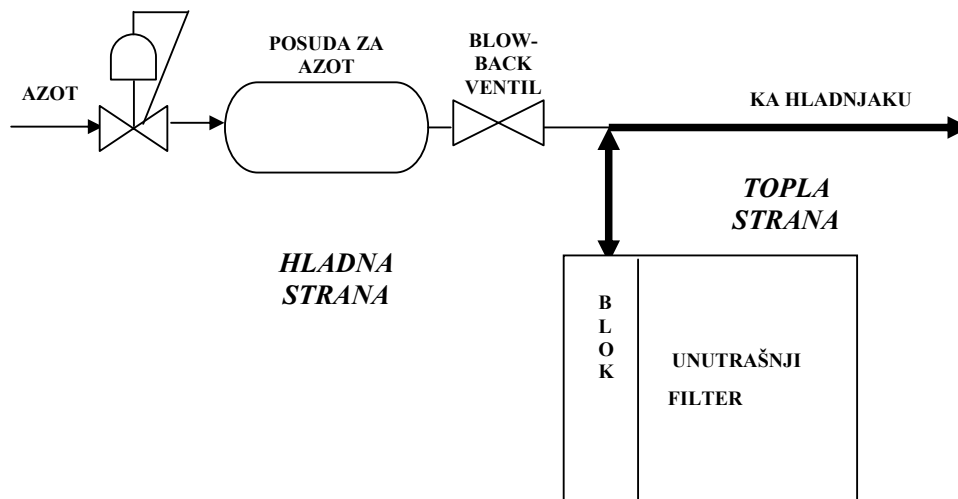 AZOT
POSUDA ZA
AZOT
BLOW-
BACK
VENTIL
KA HLADNJAKU
TOPLA
STRANA
HLADNA
STRANA
B
L
O
K
UNUTRAŠNJI
FILTER